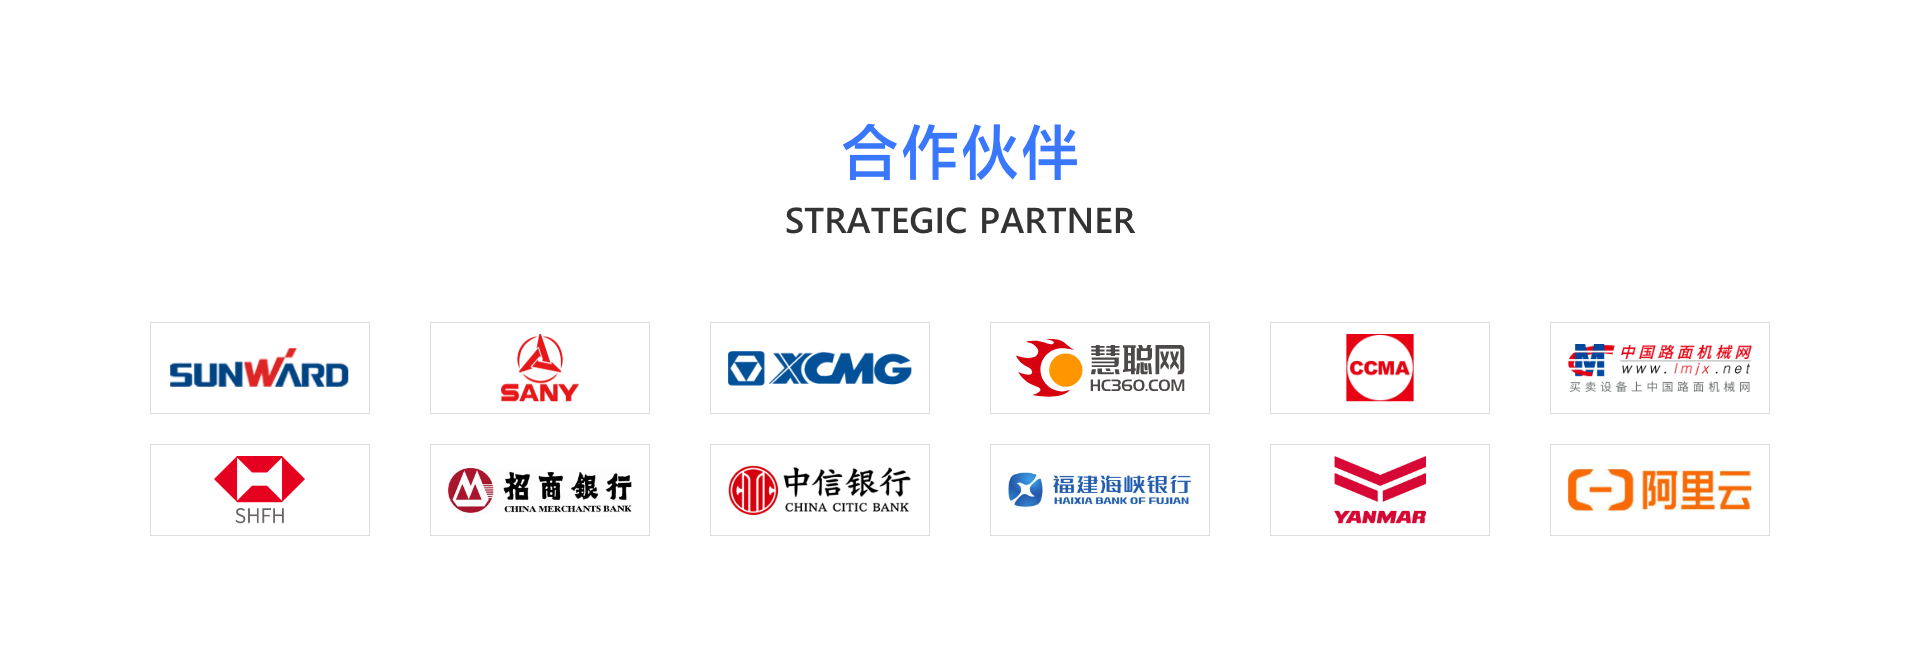 合作伙伴
STRATEGIC PARTNER
SUNWARD
SANY
XCMG
慧聪网
HC360.COM
CCMA
中国路面机械网
www.lmjx.net
买卖设备上中国路面机械网
SHFH
招商银行
CHINA MERCHANTS BANK
中信银行
CHINA CITIC BANK
福建海峡银行
HAIXIA BANK OF FUJIAN
YANMAR
阿里云